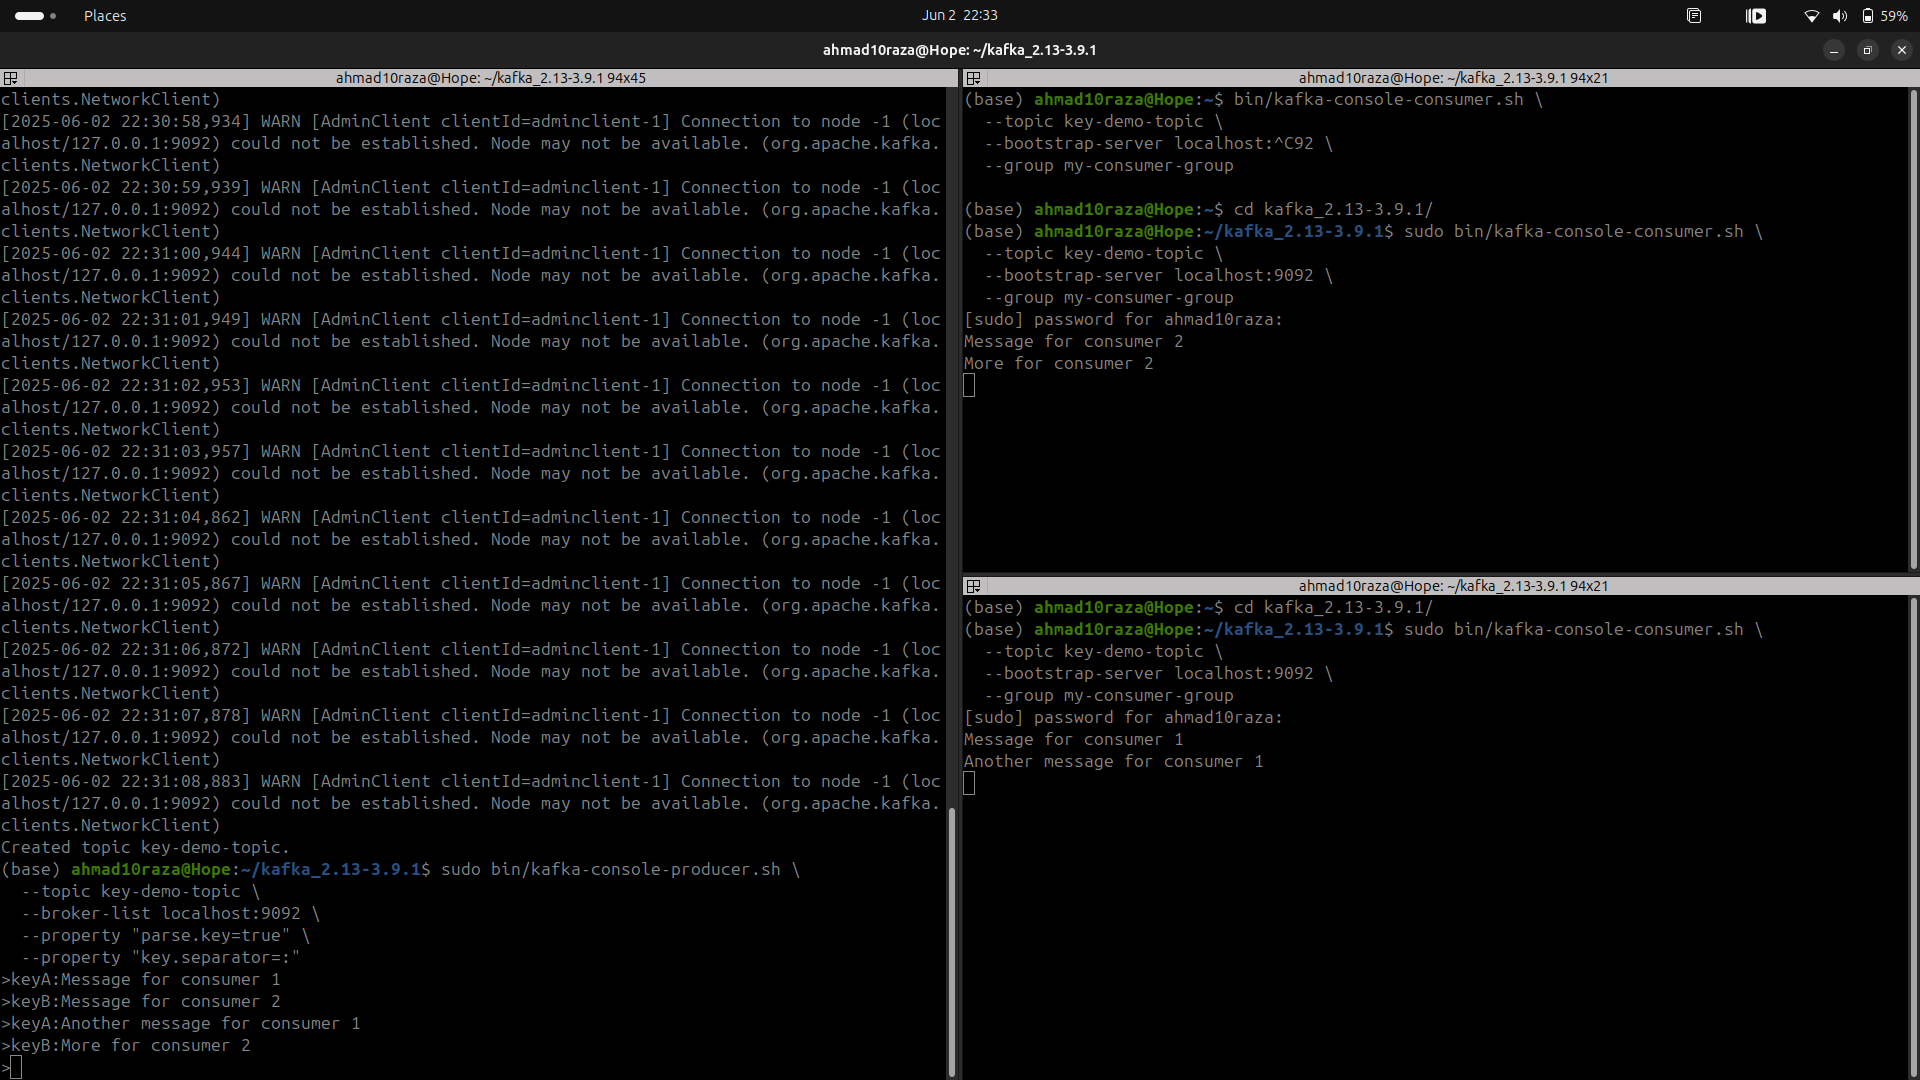 Places
Jun 2 22:33
59%
ahmad10raza@Hope: ~/kafka_2.13-3.9.1
ahmad10raza@Hope: ~/kafka_2.13-3.9.1 94x45
clients.NetworkClient)
[2025-06-02 22:30:58,934] WARN [AdminClient clientId=adminclient-1] Connection to node -1 (loc
alhost/127.0.0.1:9092) could not be established. Node may not be available. (org.apache.kafka.
clients.NetworkClient)
[2025-06-02 22:30:59,939] WARN [AdminClient clientId=adminclient-1] Connection to node -1 (loc
alhost/127.0.0.1:9092) could not be established. Node may not be available. (org.apache.kafka.
clients.NetworkClient)
[2025-06-02 22:31:00,944] WARN [AdminClient clientId=adminclient-1] Connection to node -1 (loc
alhost/127.0.0.1:9092) could not be established. Node may not be available. (org.apache.kafka.
clients.NetworkClient)
[2025-06-02 22:31:01,949] WARN [AdminClient clientId=adminclient-1] Connection to node -1 (loc
alhost/127.0.0.1:9092) could not be established. Node may not be available. (org.apache.kafka.
clients.NetworkClient)
[2025-06-02 22:31:02,953] WARN [AdminClient clientId=adminclient-1] Connection to node -1 (loc
alhost/127.0.0.1:9092) could not be established. Node may not be available. (org.apache.kafka.
clients.NetworkClient)
[2025-06-02 22:31:03,957] WARN [AdminClient clientId=adminclient-1] Connection to node -1 (loc
alhost/127.0.0.1:9092) could not be established. Node may not be available. (org.apache.kafka.
clients.NetworkClient)
[2025-06-02 22:31:04,862] WARN [AdminClient clientId=adminclient-1] Connection to node -1 (loc
alhost/127.0.0.1:9092) could not be established. Node may not be available. (org.apache.kafka.
clients.NetworkClient)
[2025-06-02 22:31:05,867] WARN [AdminClient clientId=adminclient-1] Connection to node -1 (loc
alhost/127.0.0.1:9092) could not be established. Node may not be available. (org.apache.kafka.
clients.NetworkClient)
[2025-06-02 22:31:06,872] WARN [AdminClient clientId=adminclient-1] Connection to node -1 (loc
alhost/127.0.0.1:9092) could not be established. Node may not be available. (org.apache.kafka.
clients.NetworkClient)
[2025-06-02 22:31:07,878] WARN [AdminClient clientId=adminclient-1] Connection to node -1 (loc
alhost/127.0.0.1:9092) could not be established. Node may not be available. (org.apache.kafka.
clients.NetworkClient)
[2025-06-02 22:31:08,883] WARN [AdminClient clientId=adminclient-1] Connection to node -1 (loc
alhost/127.0.0.1:9092) could not be established. Node may not be available. (org.apache.kafka.
clients.NetworkClient)
Created topic key-demo-topic.
(base) ahmad10raza@Hope:~/kafka_2.13-3.9.1$ sudo bin/kafka-console-producer.sh \
  --topic key-demo-topic \
  --broker-list localhost:9092 \
  --property "parse.key=true" \
  --property "key.separator=:"
>keyA:Message for consumer 1
>keyB:Message for consumer 2
>keyA:Another message for consumer 1
>keyB:More for consumer 2
>
ahmad10raza@Hope: ~/kafka_2.13-3.9.1 94x21
(base) ahmad10raza@Hope:~$ bin/kafka-console-consumer.sh \
  --topic key-demo-topic \
  --bootstrap-server localhost:^C92 \
  --group my-consumer-group
(base) ahmad10raza@Hope:~$ cd kafka_2.13-3.9.1/
(base) ahmad10raza@Hope:~/kafka_2.13-3.9.1$ sudo bin/kafka-console-consumer.sh \
  --topic key-demo-topic \
  --bootstrap-server localhost:9092 \
  --group my-consumer-group
[sudo] password for ahmad10raza:
Message for consumer 2
More for consumer 2
ahmad10raza@Hope: ~/kafka_2.13-3.9.1 94x21
(base) ahmad10raza@Hope:~$ cd kafka_2.13-3.9.1/
(base) ahmad10raza@Hope:~/kafka_2.13-3.9.1$ sudo bin/kafka-console-consumer.sh \
  --topic key-demo-topic \
  --bootstrap-server localhost:9092 \
  --group my-consumer-group
[sudo] password for ahmad10raza:
Message for consumer 1
Another message for consumer 1